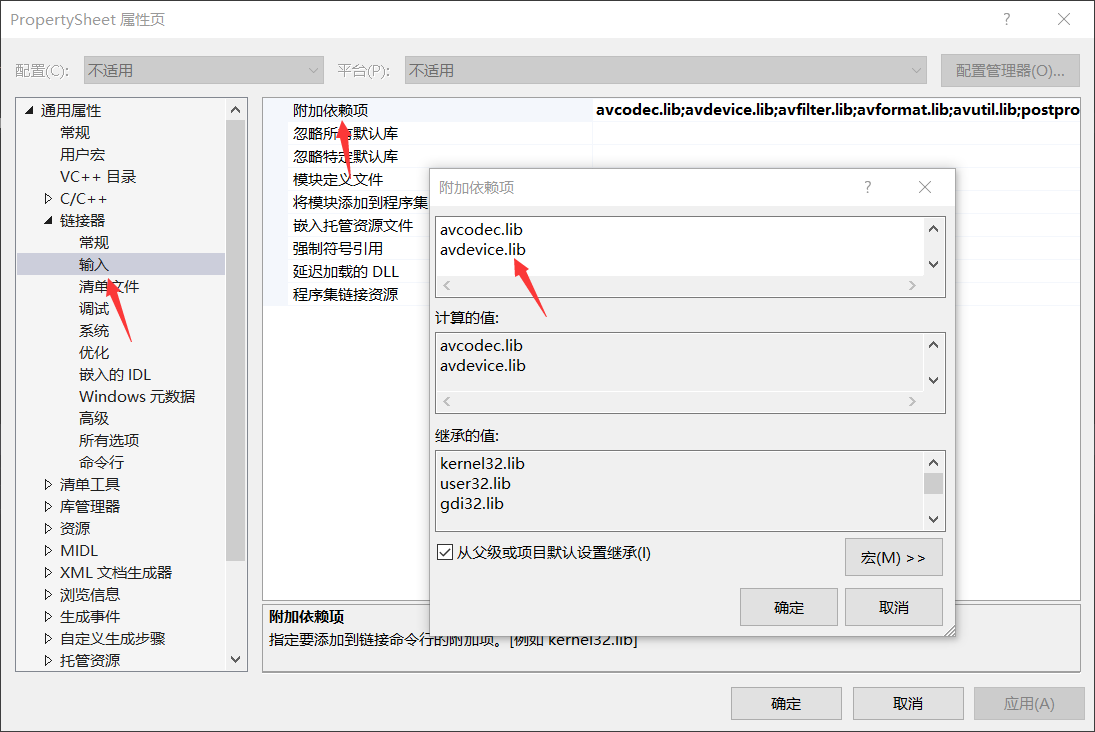 PropertySheet 属性页
配置(C): 不适用 平台(P): 不适用 配置管理器(O)...
通用属性
常规
用户宏
VC++ 目录
C/C++
链接器
常规
输入
清单文件
调试
系统
优化
嵌入的 IDL
Windows 元数据
高级
所有选项
命令行
清单工具
库管理器
资源
MIDL
XML 文档生成器
浏览信息
生成事件
自定义生成步骤
托管资源
附加依赖项 avcodec.lib;avdevice.lib;avfilter.lib;avformat.lib;avutil.lib;postpro
忽略所有默认库
忽略特定默认库
模块定义文件
将模块添加到程序集
嵌入托管资源文件
强制符号引用
延迟加载的 DLL
程序集链接资源
附加依赖项
avcodec.lib
avdevice.lib
计算的值:
avcodec.lib
avdevice.lib
继承的值:
kernel32.lib
user32.lib
gdi32.lib
从父级或项目默认设置继承(I)
宏(M) >>
确定 取消
附加依赖项
指定要添加到链接命令行的附加项。[例如 kernel32.lib]
确定 取消 应用(A)